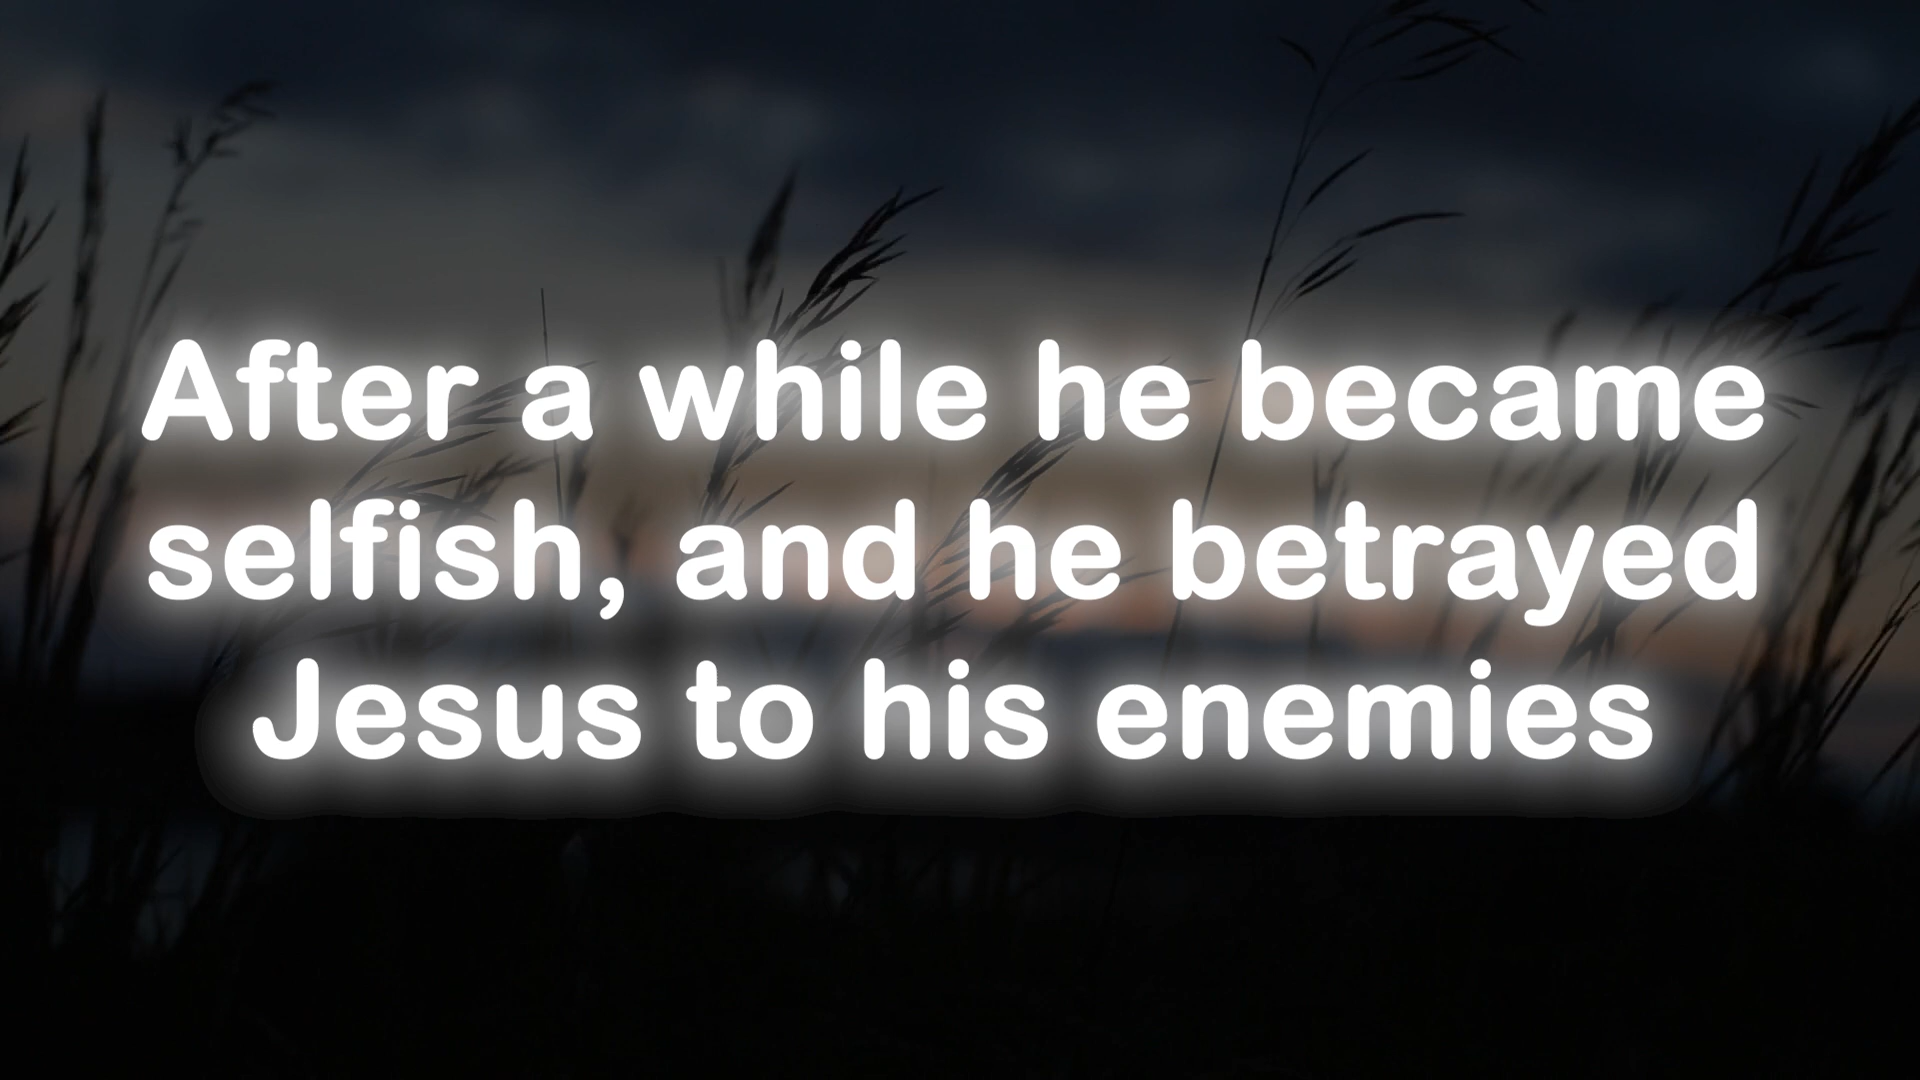 After a while he became
selfish, and he betrayed
Jesus to his enemies